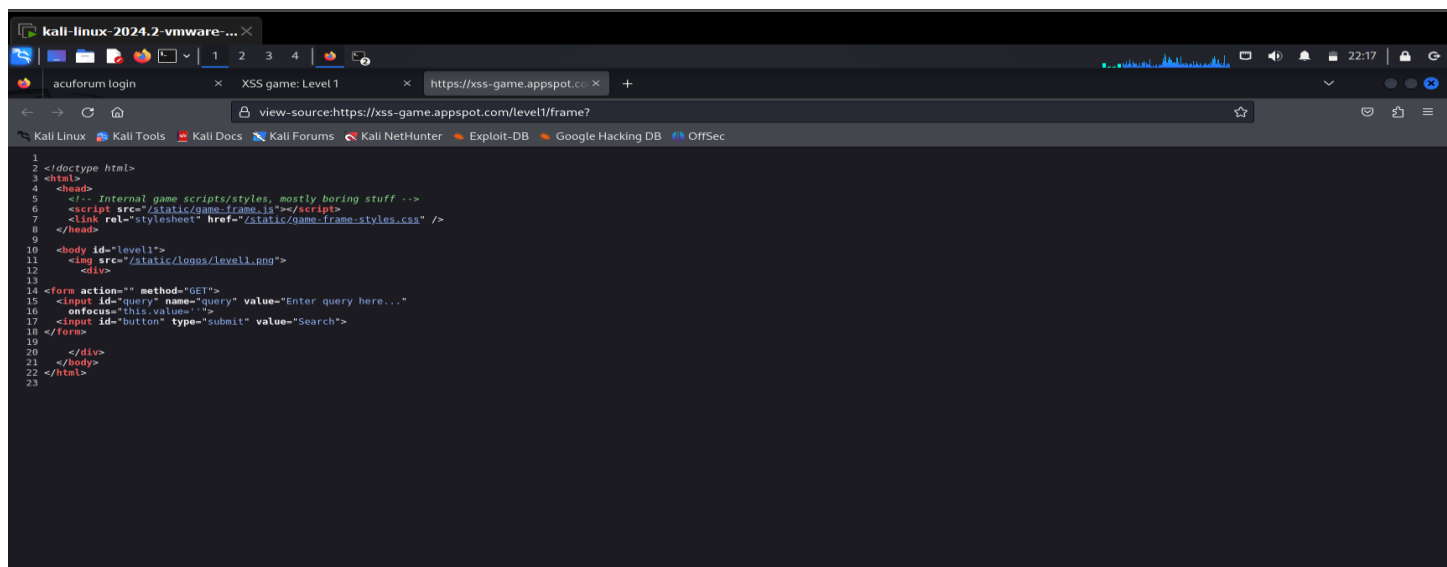 kali-linux-2024.2-vmware-...
1 2 3 4 2 22:17
acuforum login XSS game: Level 1 https://xss-game.appspot.co
view-source:https://xss-game.appspot.com/level1/frame?
Kali Linux Kali Tools Kali Docs Kali Forums Kali NetHunter Exploit-DB Google Hacking DB OffSec
1
2 <!doctype html>
3 <html>
4 <head>
5 <!-- Internal game scripts/styles, mostly boring stuff -->
6 <script src="/static/game-frame.js"></script>
7 <link rel="stylesheet" href="/static/game-frame-styles.css" />
8 </head>
9
10 <body id="level1">
11 <img src="/static/logos/level1.png">
12 <div>
13
14 <form action="" method="GET">
15 <input id="query" name="query" value="Enter query here..."
16 onfocus="this.value=''">
17 <input id="button" type="submit" value="Search">
18 </form>
19
20 </div>
21 </body>
22 </html>
23